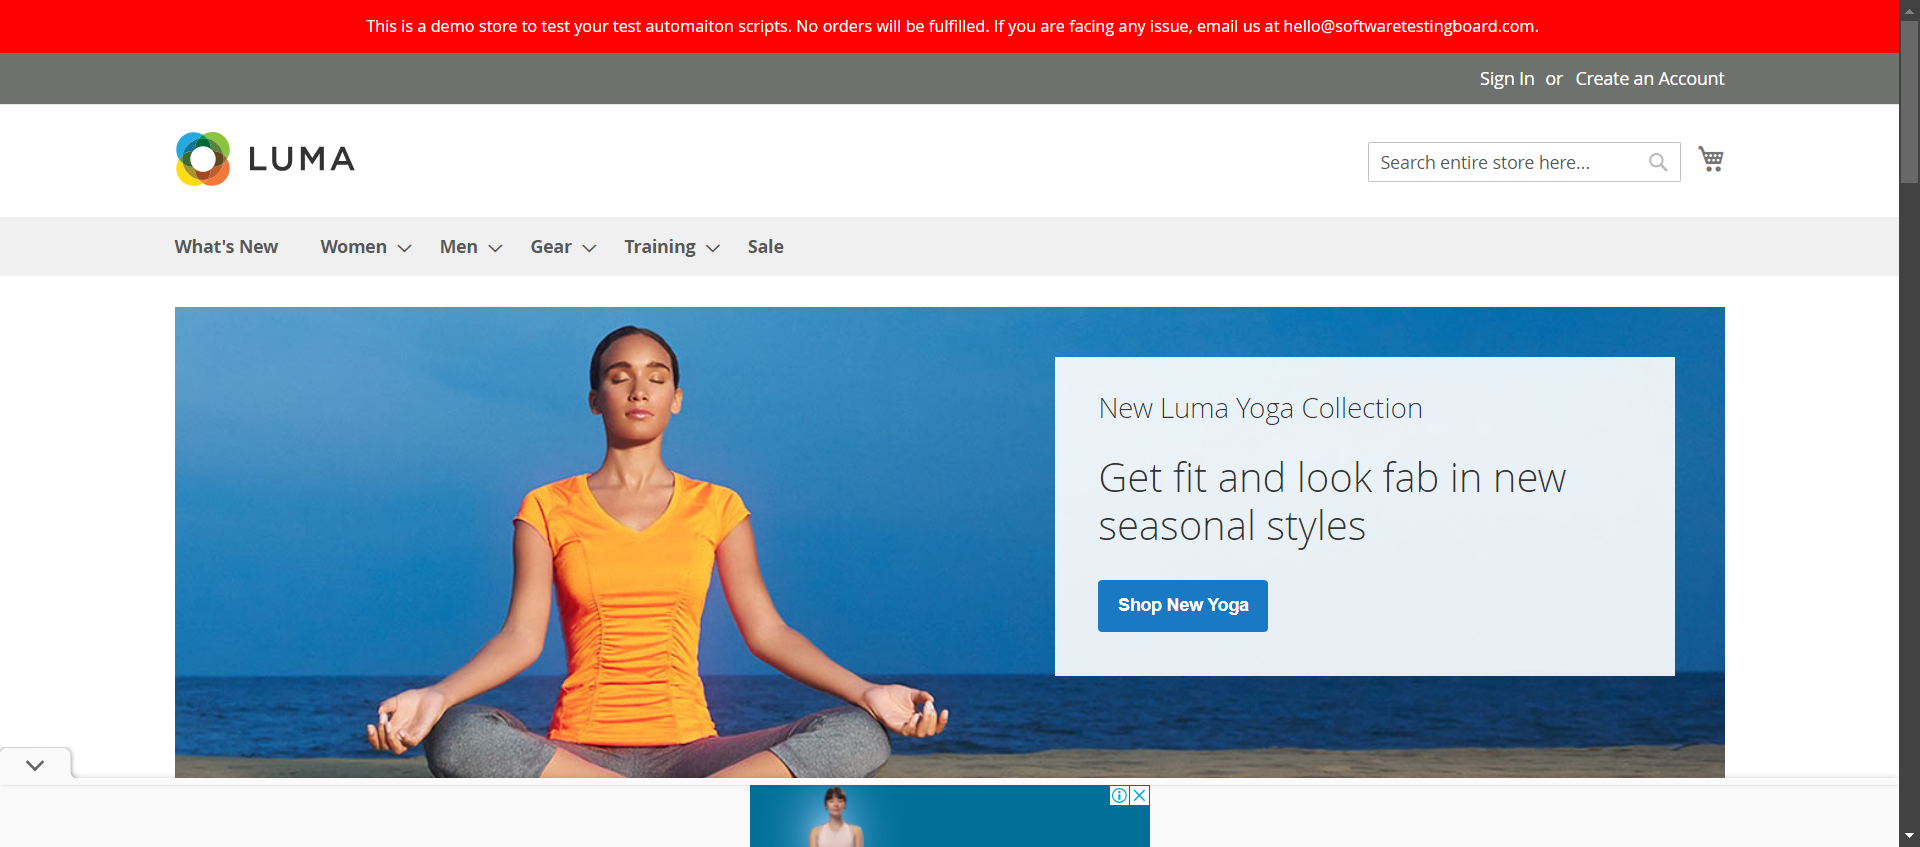 This is a demo store to test your test automaiton scripts. No orders will be fulfilled. If you are facing any issue, email us at hello@softwaretestingboard.com.
Sign In or Create an Account
LUMA
Search entire store here...
What's New Women Men Gear Training Sale
New Luma Yoga Collection
Get fit and look fab in new
seasonal styles
Shop New Yoga